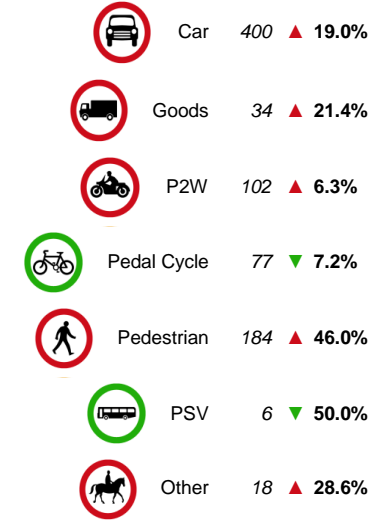 Car 400 ▲ 19.0%
Goods 34 ▲ 21.4%
P2W 102 ▲ 6.3%
Pedal Cycle 77 ▼ 7.2%
Pedestrian 184 ▲ 46.0%
PSV 6 ▼ 50.0%
Other 18 ▲ 28.6%